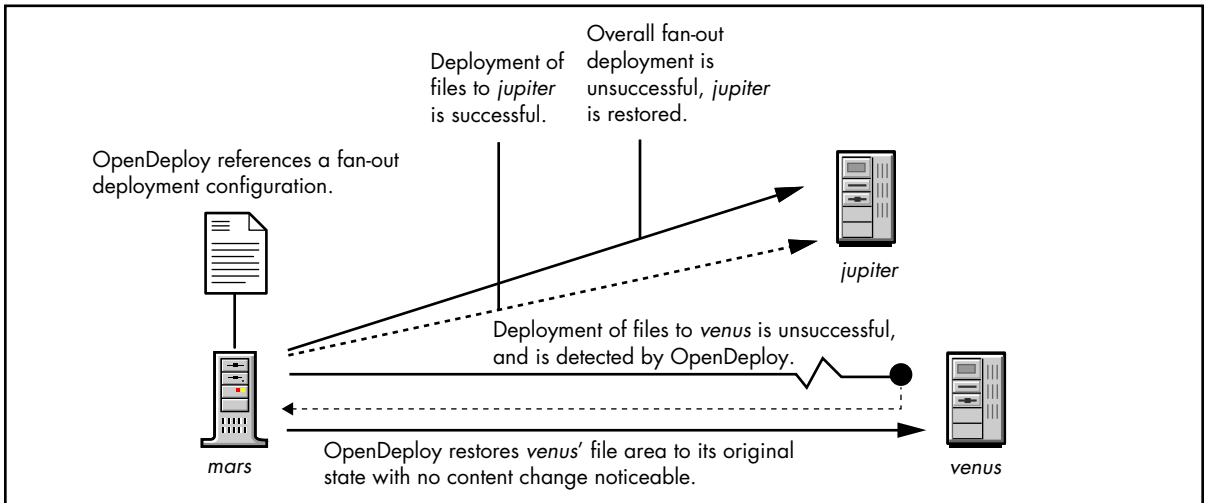 Overall fan-out
deployment is
unsuccessful, jupiter
is restored.
Deployment of
files to jupiter
is successful.
OpenDeploy references a fan-out
deployment configuration.
jupiter
Deployment of files to venus is unsuccessful,
and is detected by OpenDeploy.
OpenDeploy restores venus’ file area to its original
state with no content change noticeable.
mars
venus